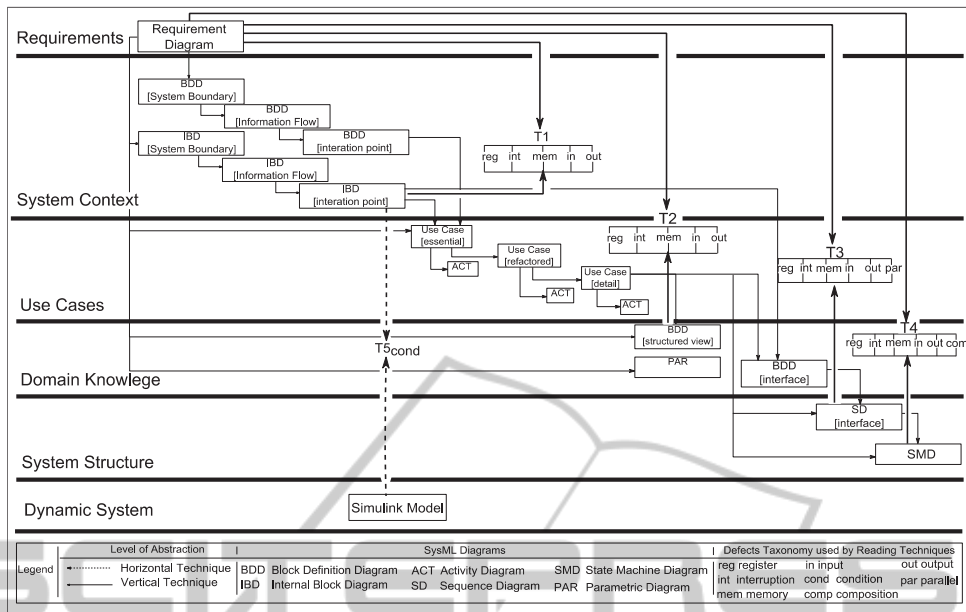 Requirements
Requirement
Diagram
BDD
[System Boundary]
BDD
[Information Flow]
BDD
[interation point]
IBD
[System Boundary]
IBD
[Information Flow]
IBD
[interation point]
T1
reg int mem in out
System Context
Use Case
[essential]
ACT
Use Case
[refactored]
ACT
Use Case
[detail]
ACT
T2
reg int mem in out
T3
reg int mem in out par
Use Cases
T5cond
BDD
[structured view]
PAR
T4
reg int mem in out com
BDD
[interface]
Domain Knowlege
SD
[interface]
SMD
System Structure
Simulink Model
Dynamic System
Legend
Level of Abstraction
Horizontal Technique
Vertical Technique
SysML Diagrams
BDD Block Definition Diagram ACT Activity Diagram SMD State Machine Diagram
IBD Internal Block Diagram SD Sequence Diagram PAR Parametric Diagram
Defects Taxonomy used by Reading Techniques
reg register in input out output
int interruption cond condition par parallel
mem memory comp composition
SCITEPRESS